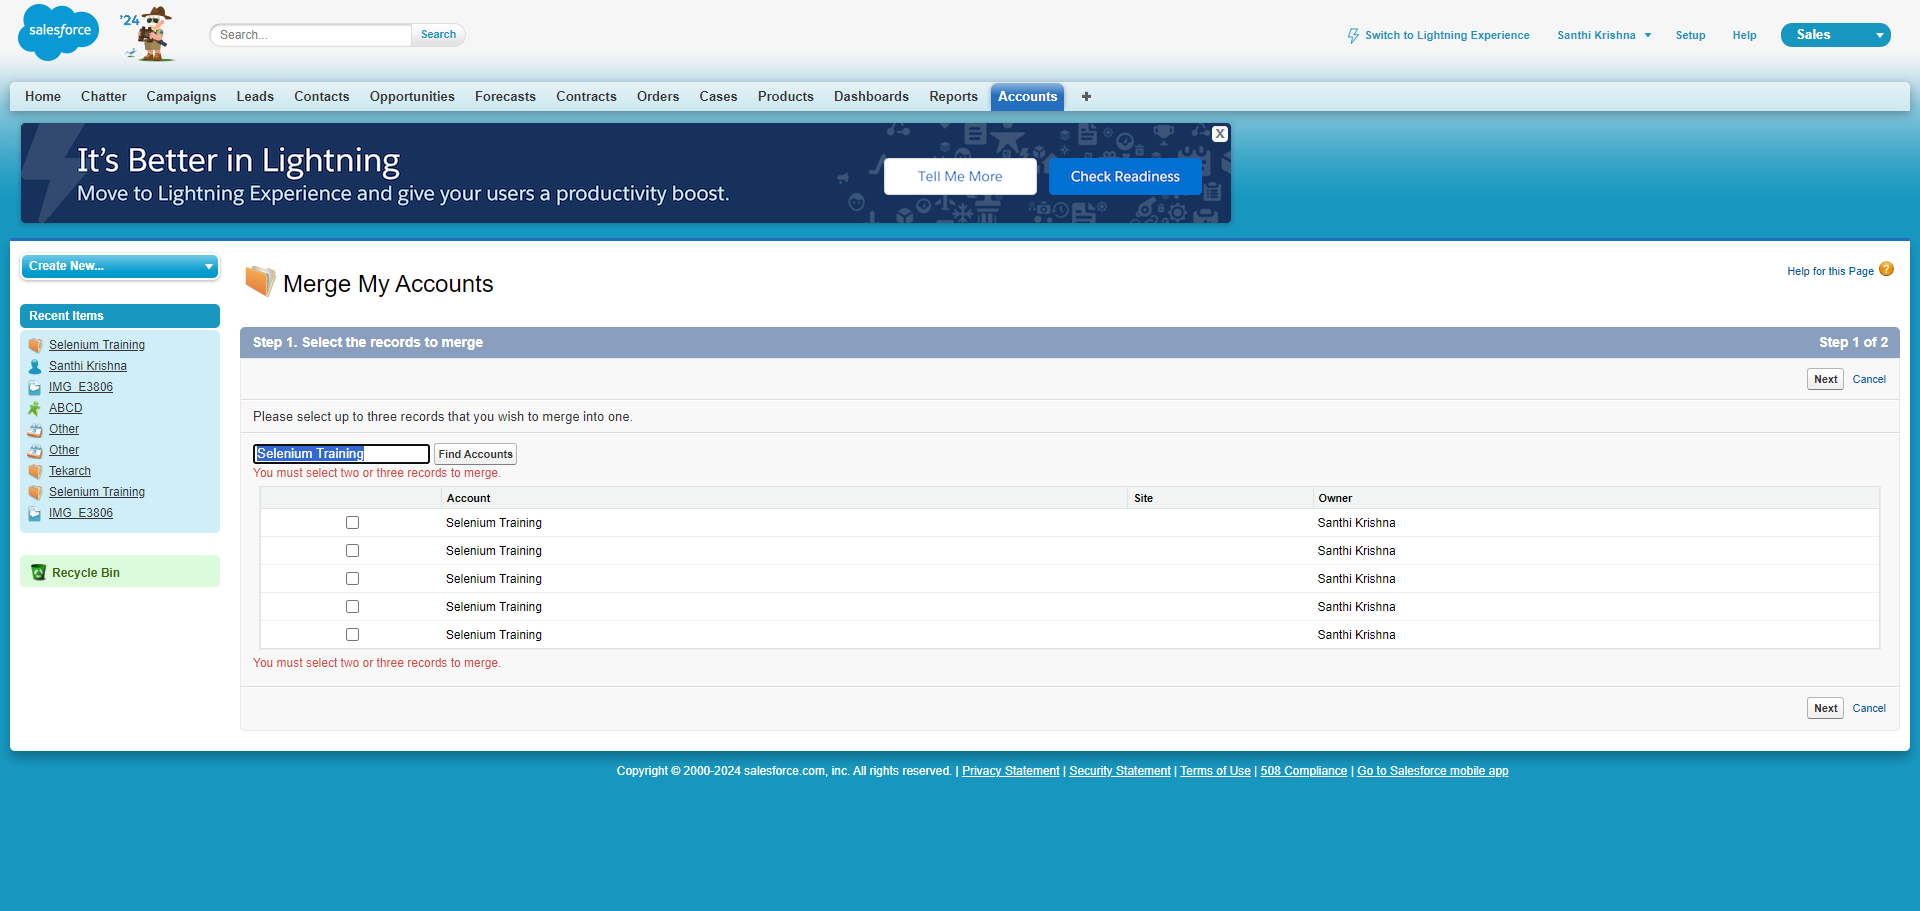 salesforce
'24
Search...
Search
Switch to Lightning Experience
Santhi Krishna
Setup
Help
Sales
Home
Chatter
Campaigns
Leads
Contacts
Opportunities
Forecasts
Contracts
Orders
Cases
Products
Dashboards
Reports
Accounts
+
It's Better in Lightning
Move to Lightning Experience and give your users a productivity boost.
Tell Me More
Check Readiness
X
Create New...
Recent Items
Selenium Training
Santhi Krishna
IMG_E3806
ABCD
Other
Other
Tekarch
Selenium Training
IMG_E3806
Recycle Bin
Merge My Accounts
Help for this Page ?
Step 1. Select the records to merge
Step 1 of 2
Next Cancel
Please select up to three records that you wish to merge into one.
Selenium Training
Find Accounts
You must select two or three records to merge.
Account Site Owner
Selenium Training Santhi Krishna
Selenium Training Santhi Krishna
Selenium Training Santhi Krishna
Selenium Training Santhi Krishna
Selenium Training Santhi Krishna
You must select two or three records to merge.
Next Cancel
Copyright © 2000-2024 salesforce.com, inc. All rights reserved. | Privacy Statement | Security Statement | Terms of Use | 508 Compliance | Go to Salesforce mobile app